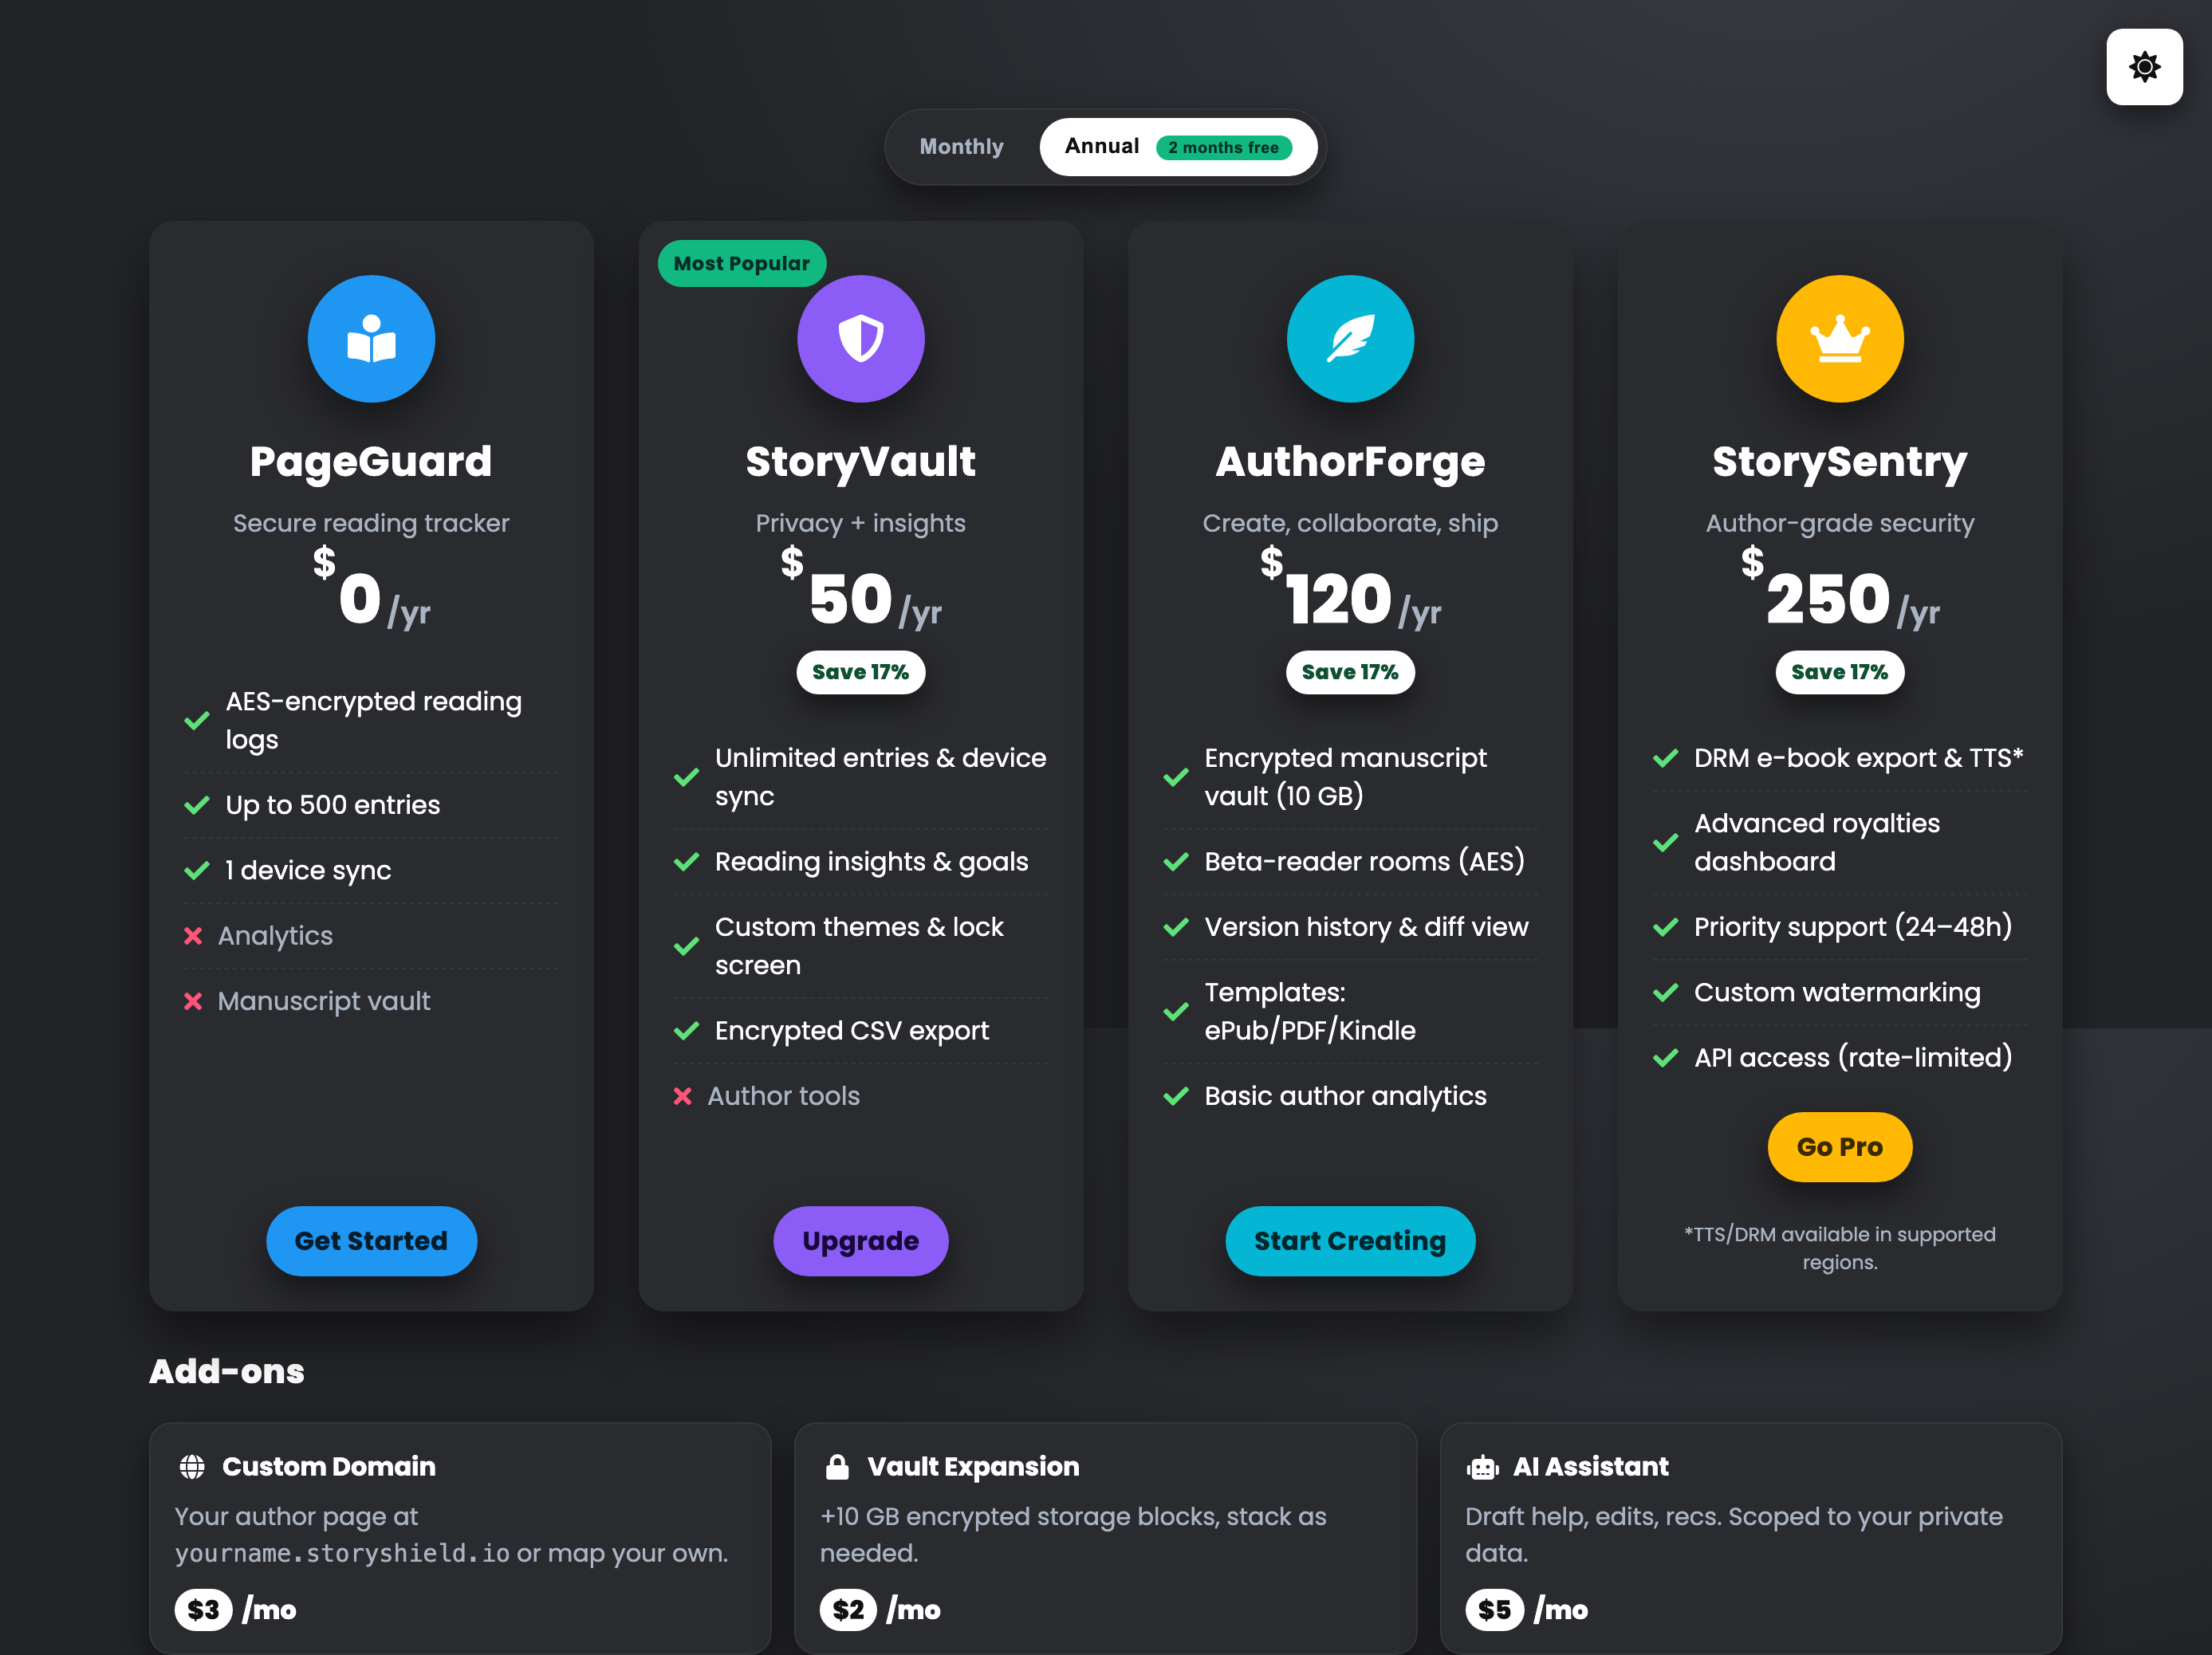 Monthly
Annual 2 months free
PageGuard
Secure reading tracker
$0/yr
AES-encrypted reading
logs
Up to 500 entries
1 device sync
Analytics
Manuscript vault
Get Started
Most Popular
StoryVault
Privacy + insights
$50/yr
Save 17%
Unlimited entries & device
sync
Reading insights & goals
Custom themes & lock
screen
Encrypted CSV export
Author tools
Upgrade
AuthorForge
Create, collaborate, ship
$120/yr
Save 17%
Encrypted manuscript
vault (10 GB)
Beta-reader rooms (AES)
Version history & diff view
Templates:
ePub/PDF/Kindle
Basic author analytics
Start Creating
StorySentry
Author-grade security
$250/yr
Save 17%
DRM e-book export & TTS*
Advanced royalties
dashboard
Priority support (24–48h)
Custom watermarking
API access (rate-limited)
Go Pro
*TTS/DRM available in supported
regions.
Add-ons
Custom Domain
Your author page at
yourname.storyshield.io or map your own.
$3 /mo
Vault Expansion
+10 GB encrypted storage blocks, stack as
needed.
$2 /mo
AI Assistant
Draft help, edits, recs. Scoped to your private
data.
$5 /mo